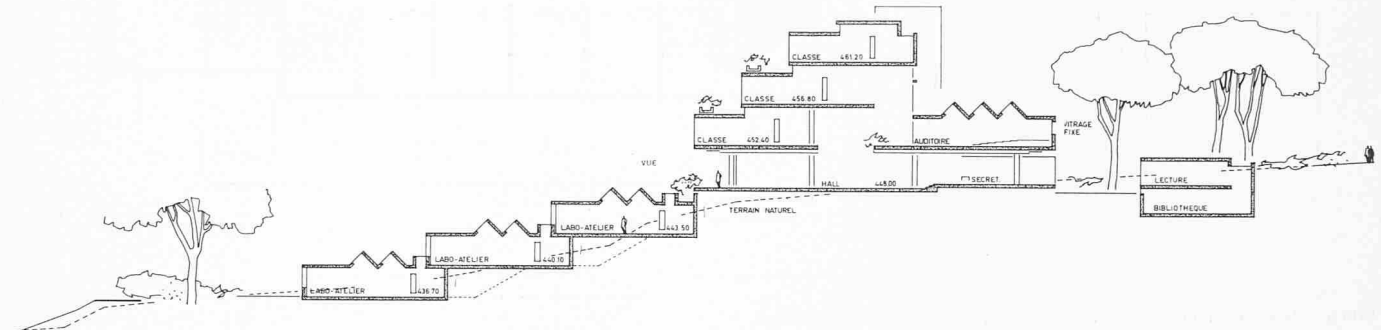 CLASSE 461.20
CLASSE 456.80
CLASSE 452.40
AUDITOIRE
VITRAGE
FIXE
VUE
HALL 448.00
SECRET.
LECTURE
BIBLIOTHEQUE
TERRAIN NATUREL
LABO-ATELIER 443.50
LABO-ATELIER 440.10
LABO-ATELIER 436.70